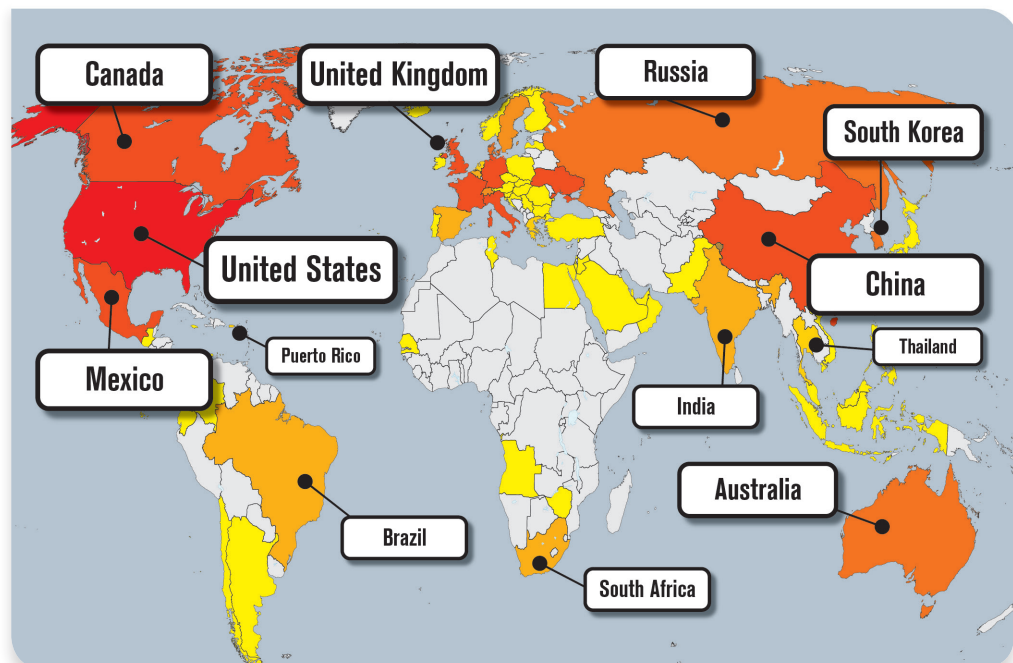 Canada
United Kingdom
Russia
South Korea
United States
China
Puerto Rico
Thailand
Mexico
India
Australia
Brazil
South Africa